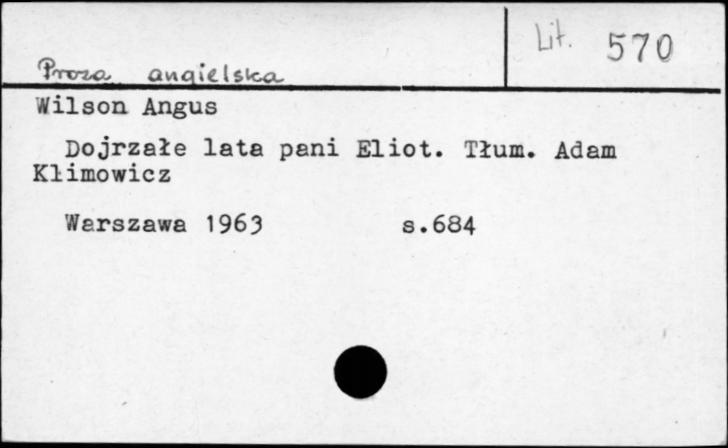 Lit. 570
Proza angielska
Wilson Angus
Dojrzałe lata pani Eliot. Tłum. Adam
Klimowicz
Warszawa 1963 s.684